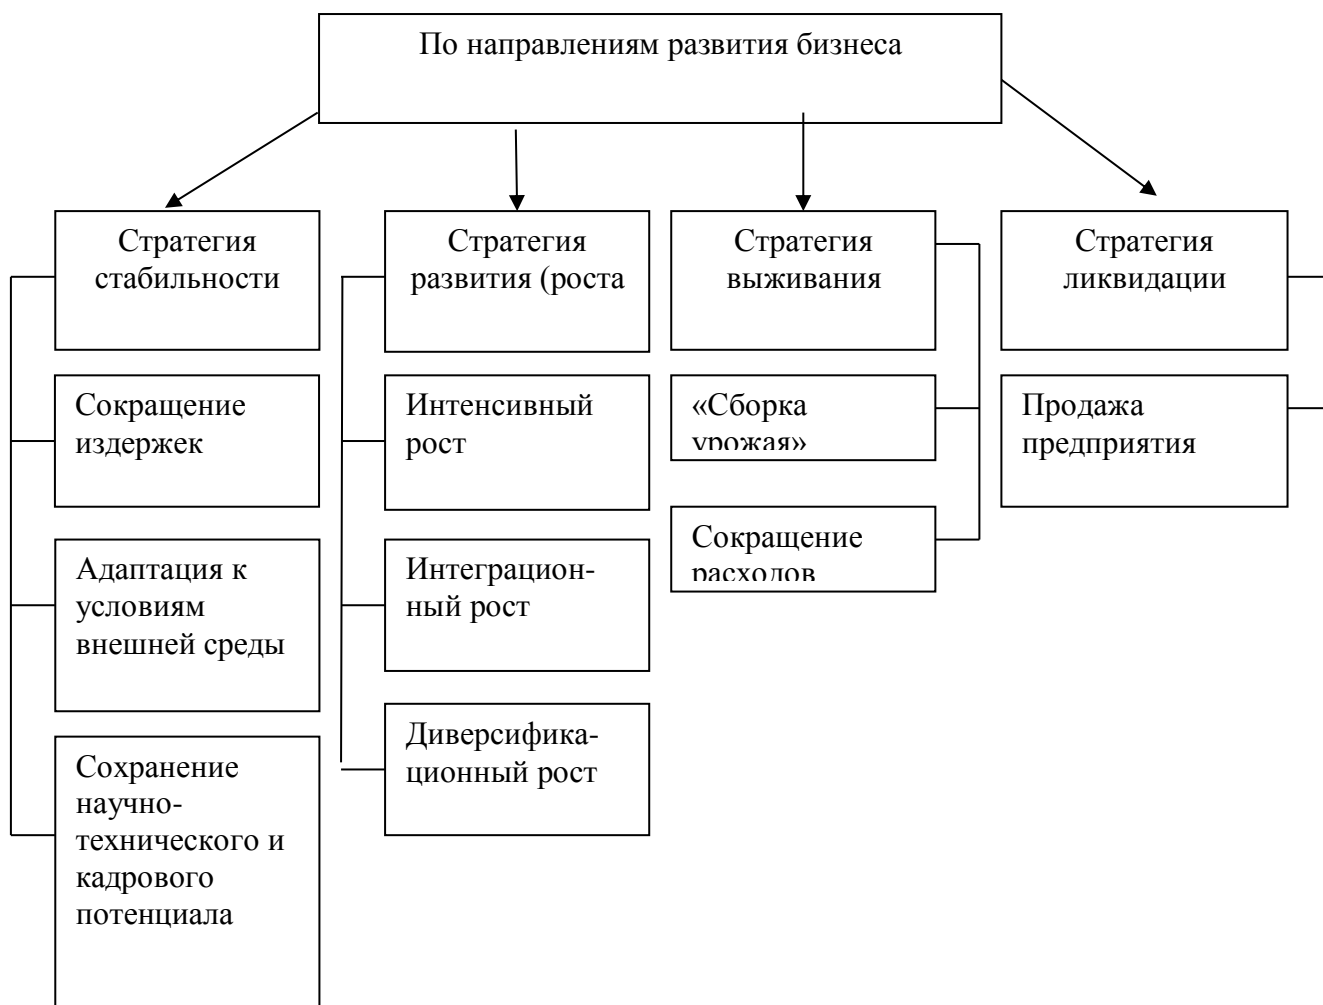 По направлениям развития бизнеса
Стратегия
стабильности
Стратегия
развития (роста
Стратегия
выживания
Стратегия
ликвидации
Сокращение
издержек
Интенсивный
рост
«Сборка
урожая»
Продажа
предприятия
Адаптация к
условиям
внешней среды
Интеграцион-
ный рост
Сокращение
расходов
Сохранение
научно-
технического и
кадрового
потенциала
Диверсифика-
ционный рост